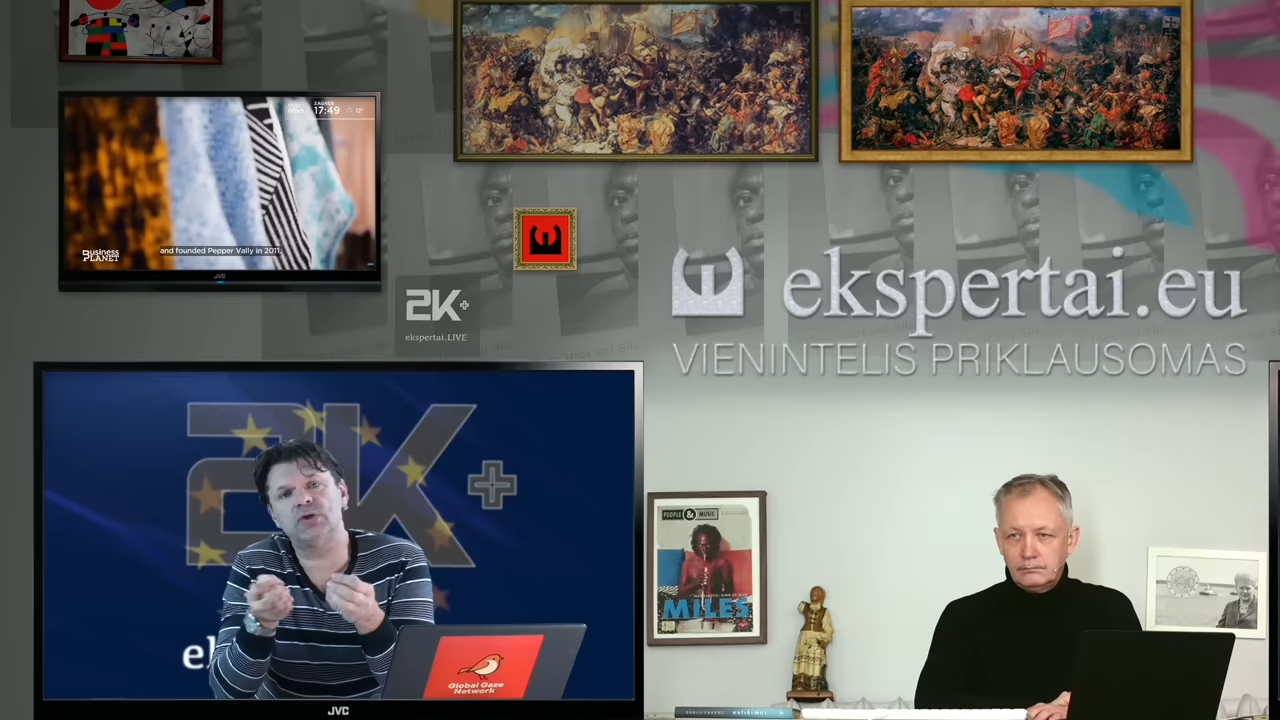 ZAGREB
17:49
12°
Business
PLANET
and founded Pepper Vally in 2011.
JVC
2K+
ekspertai.LIVE
ekspertai.eu
VIENINTELIS PRIKLAUSOMAS
2K+
Global Gaze
Network
JVC
PEOPLE & MUSIC
MILES